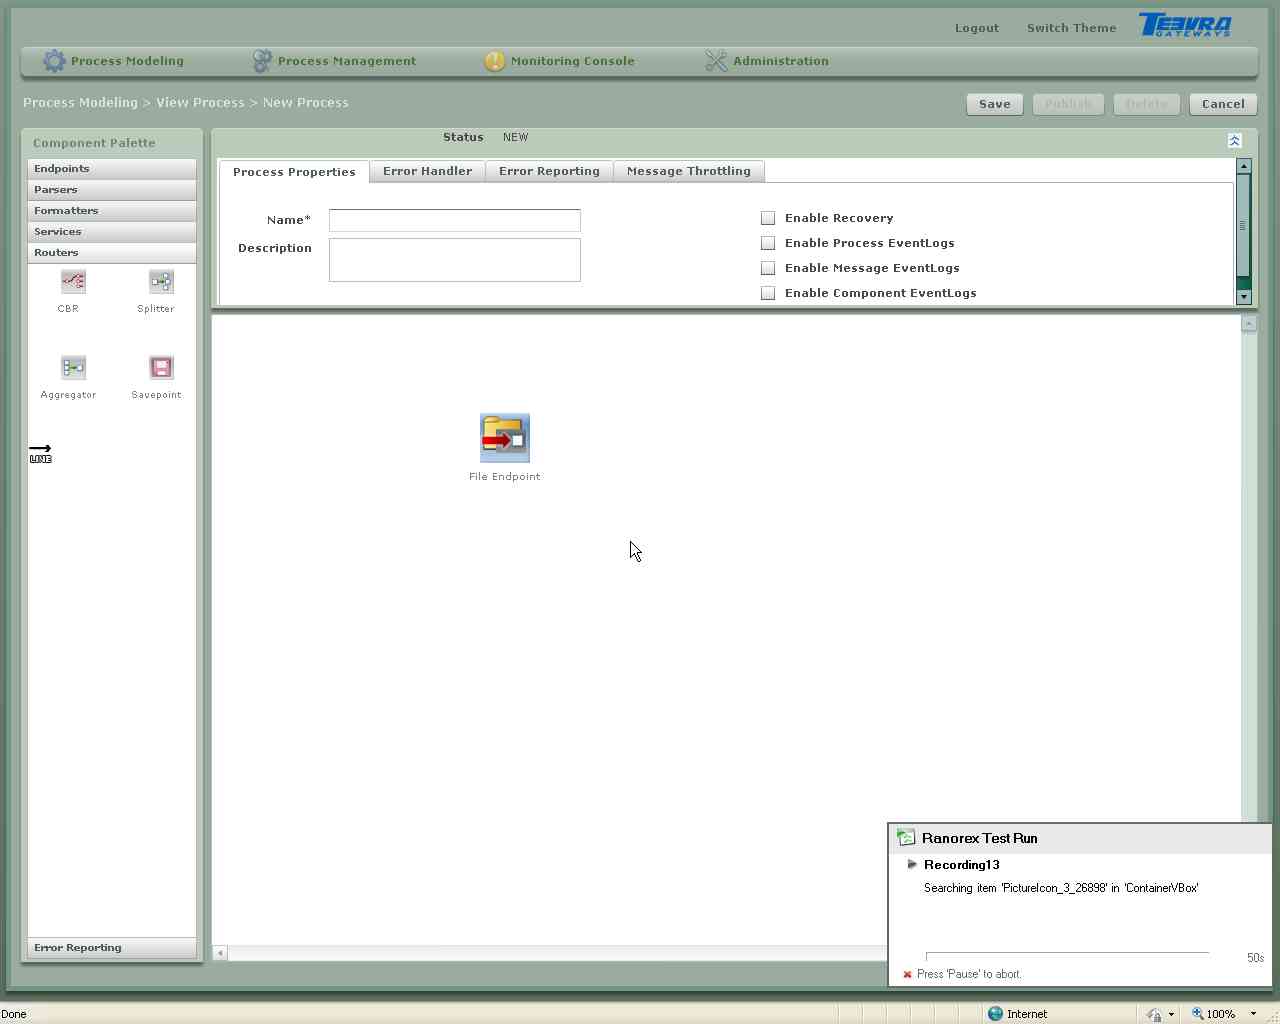 Logout Switch Theme TEEVRA GATEWAYS
Process Modeling Process Management Monitoring Console Administration
Process Modeling > View Process > New Process
Save Publish Delete Cancel
Component Palette
Endpoints
Parsers
Formatters
Services
Routers
CBR Splitter
Aggregator Savepoint
LINE
Error Reporting
Status NEW
Process Properties Error Handler Error Reporting Message Throttling
Name*
Description
Enable Recovery
Enable Process EventLogs
Enable Message EventLogs
Enable Component EventLogs
File Endpoint
Ranorex Test Run
Recording13
Searching item 'PictureIcon_3_26898' in 'ContainerVBox'
50s
Press 'Pause' to abort.
Done Internet 100%